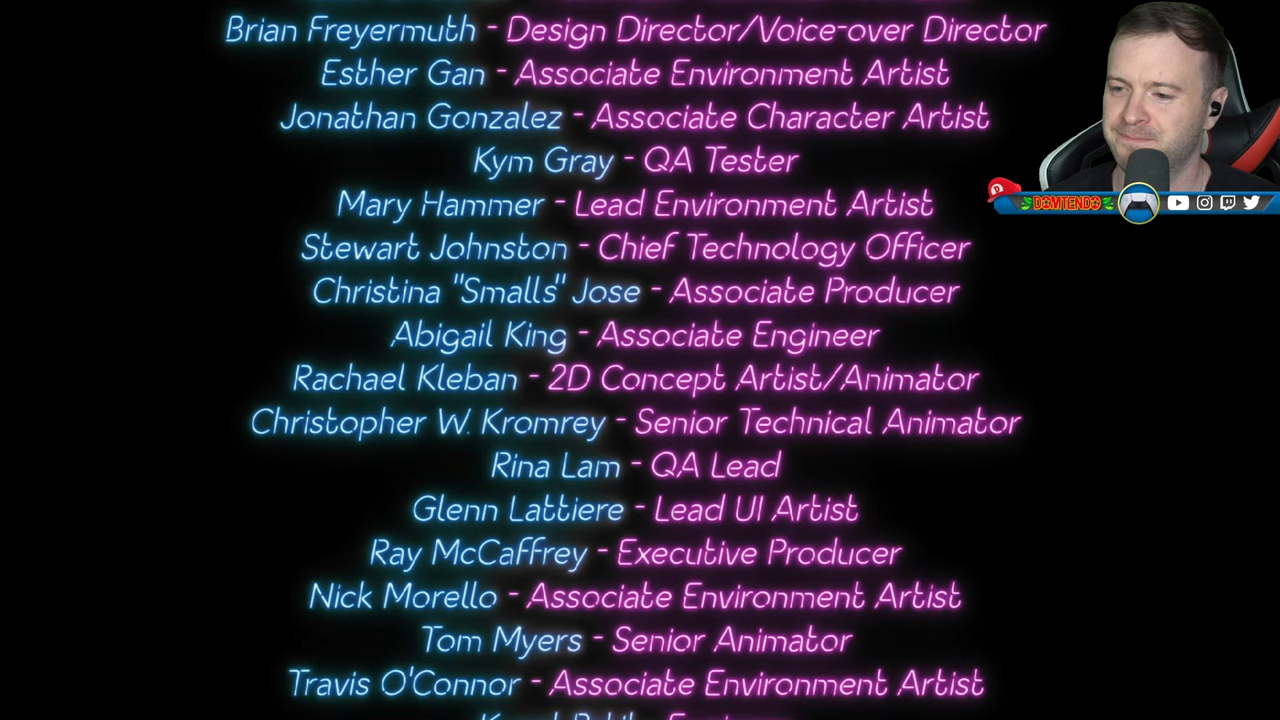 Brian Freyermuth - Design Director/Voice-over Director
Esther Gan - Associate Environment Artist
Jonathan Gonzalez - Associate Character Artist
Kym Gray - QA Tester
Mary Hammer - Lead Environment Artist
DOMTENDO
Stewart Johnston - Chief Technology Officer
Christina "Smalls" Jose - Associate Producer
Abigail King - Associate Engineer
Rachael Kleban - 2D Concept Artist/Animator
Christopher W. Kromrey - Senior Technical Animator
Rina Lam - QA Lead
Glenn Lattiere - Lead UI Artist
Ray McCaffrey - Executive Producer
Nick Morello - Associate Environment Artist
Tom Myers - Senior Animator
Travis O'Connor - Associate Environment Artist